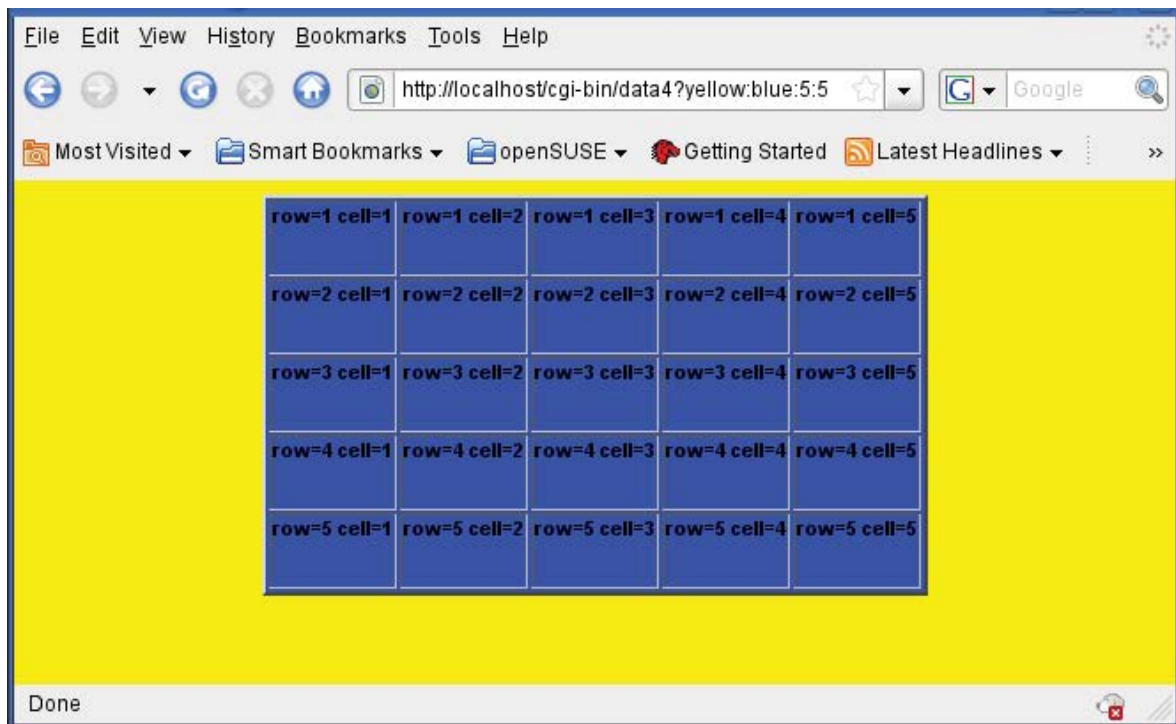 File Edit View History Bookmarks Tools Help
http://localhost/cgi-bin/data4?yellow:blue:5:5 G Google
Most Visited Smart Bookmarks openSUSE Getting Started Latest Headlines »
row=1 cell=1 row=1 cell=2 row=1 cell=3 row=1 cell=4 row=1 cell=5
row=2 cell=1 row=2 cell=2 row=2 cell=3 row=2 cell=4 row=2 cell=5
row=3 cell=1 row=3 cell=2 row=3 cell=3 row=3 cell=4 row=3 cell=5
row=4 cell=1 row=4 cell=2 row=4 cell=3 row=4 cell=4 row=4 cell=5
row=5 cell=1 row=5 cell=2 row=5 cell=3 row=5 cell=4 row=5 cell=5
Done